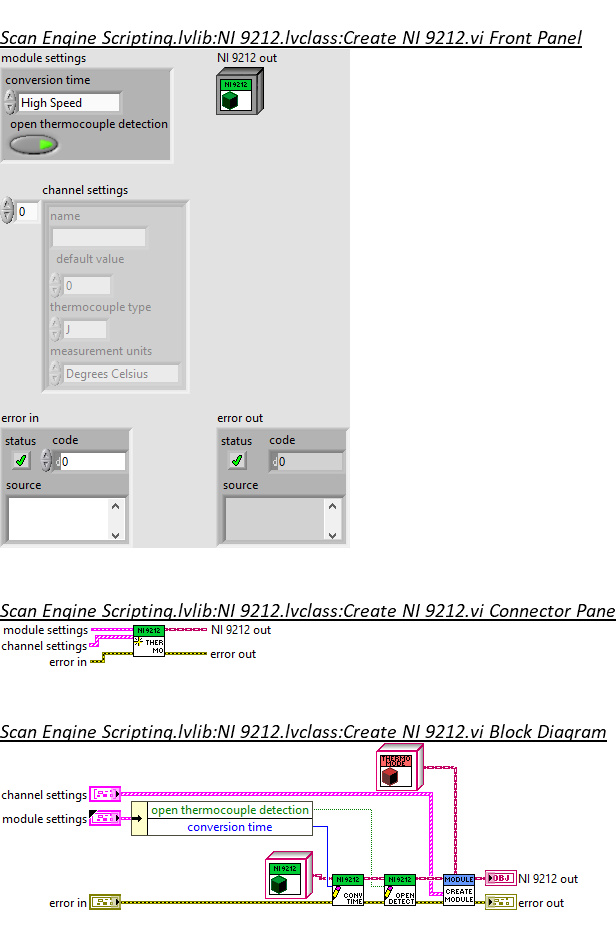 Scan Engine Scripting.lvlib:NI 9212.lvclass:Create NI 9212.vi Front Panel
module settings
NI 9212 out
conversion time
NI 9212
High Speed
open thermocouple detection
channel settings
0
name
default value
0
thermocouple type
J
measurement units
Degrees Celsius
error in
error out
status code
status code
d0
d0
source
source
Scan Engine Scripting.lvlib:NI 9212.lvclass:Create NI 9212.vi Connector Pane
module settings
NI 9212
NI 9212 out
channel settings
THER
MO
error in
error out
Scan Engine Scripting.lvlib:NI 9212.lvclass:Create NI 9212.vi Block Diagram
THERMO
MODE
channel settings
open thermocouple detection
module settings
conversion time
NI 9212
NI 9212
NI 9212
MODULE
OBJ
NI 9212 out
CONV
TIME
OPEN
DETECT
CREATE
MODULE
error in
error out